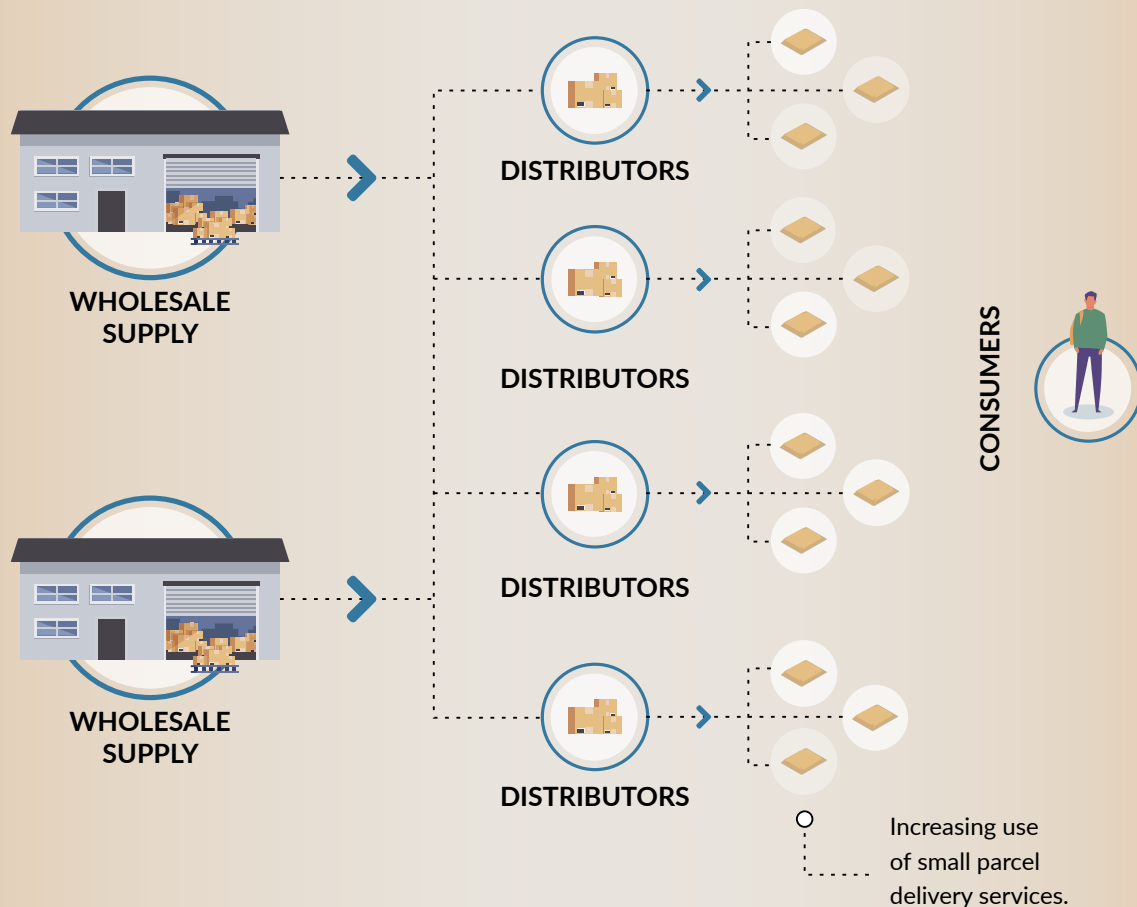 WHOLESALE
SUPPLY
DISTRIBUTORS
DISTRIBUTORS
CONSUMERS
DISTRIBUTORS
WHOLESALE
SUPPLY
DISTRIBUTORS
Increasing use
of small parcel
delivery services.